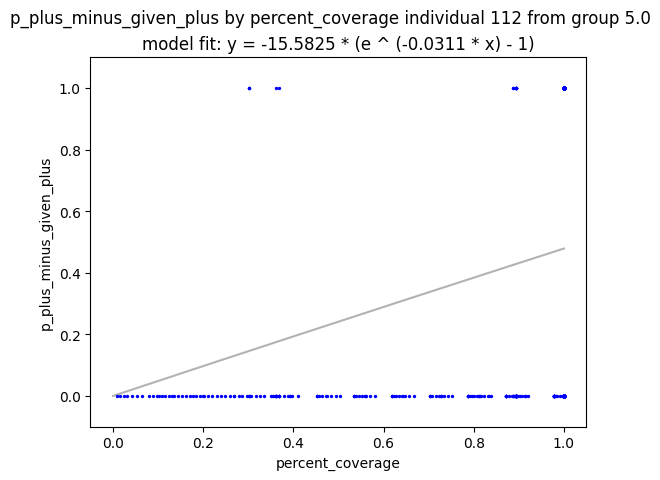 p_plus_minus_given_plus by percent_coverage individual 112 from group 5.0
model fit: y = -15.5825 * (e ^ (-0.0311 * x) - 1)
p_plus_minus_given_plus
1.0
0.8
0.6
0.4
0.2
0.0
0.0 0.2 0.4 0.6 0.8 1.0
percent_coverage